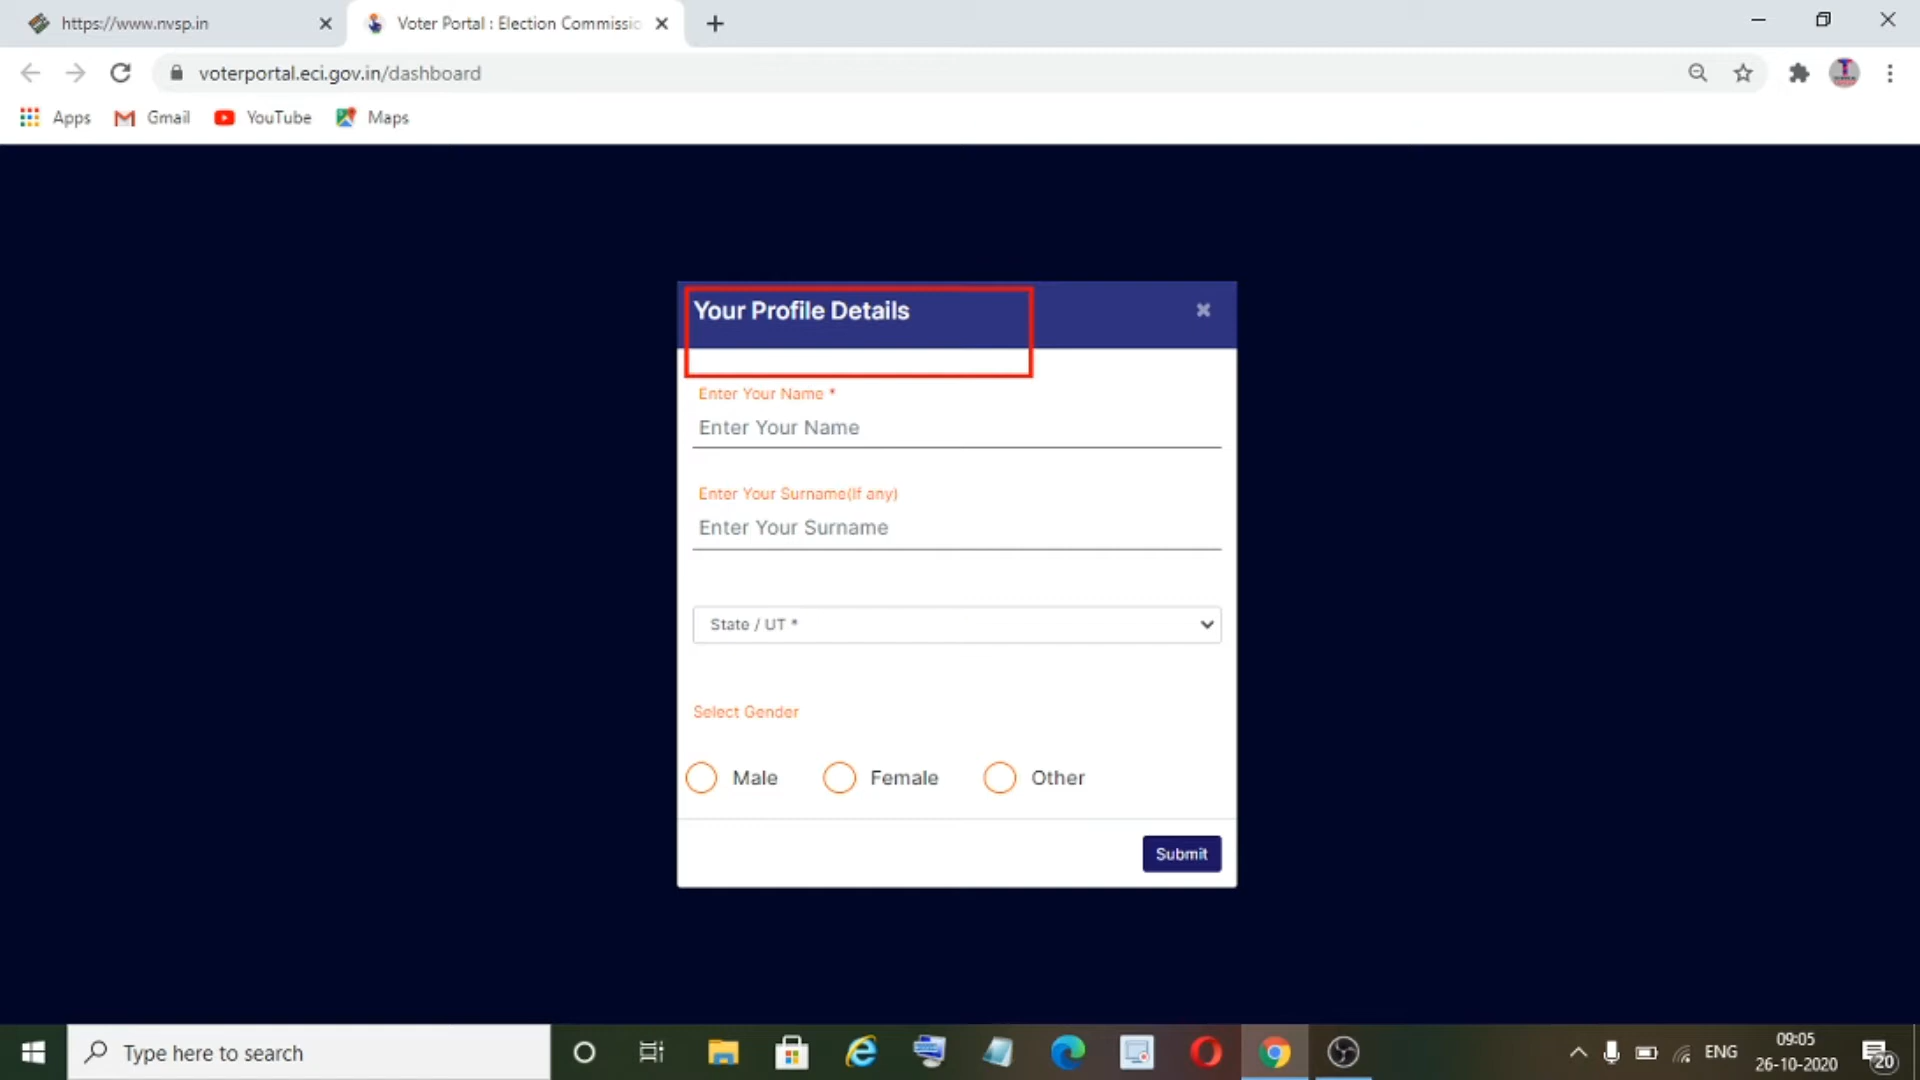 https://www.nvsp.in
Voter Portal : Election Commissio
voterportal.eci.gov.in/dashboard
Apps Gmail YouTube Maps
Your Profile Details
Enter Your Name *
Enter Your Name
Enter Your Surname(If any)
Enter Your Surname
State / UT *
Select Gender
Male Female Other
Submit
Type here to search
ENG
09:05
26-10-2020
20